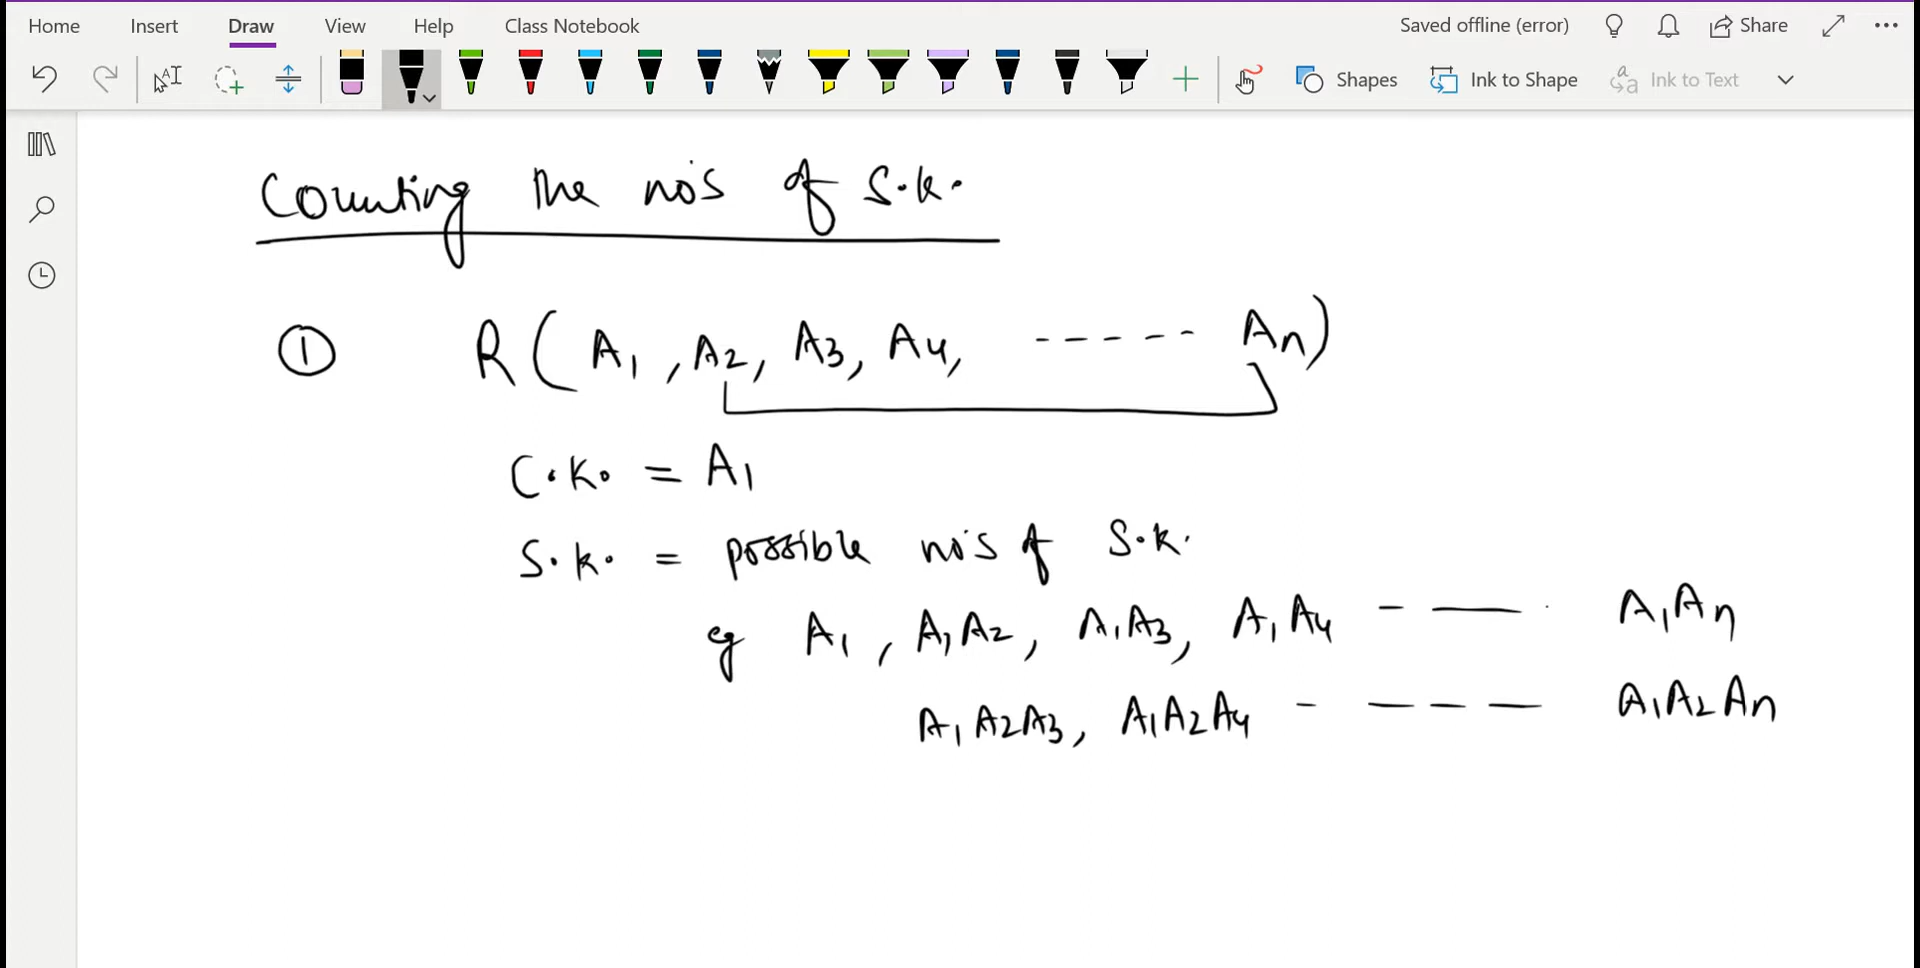 Home Insert Draw View Help Class Notebook Saved offline (error) Share
Shapes Ink to Shape Ink to Text
Counting the no's of S.K.
① R(A1, A2, A3, A4, ------ An)
C.K. = A1
S.K. = possible no's of S.K.
eg A1, A1A2, A1A3, A1A4 - — A1An
A1A2A3, A1A2A4 - — — — A1A2An